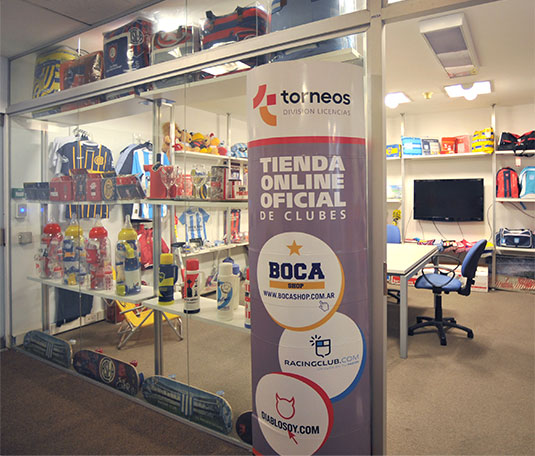 torneos
DIVISIÓN LICENCIAS
TIENDA
ONLINE
OFICIAL
DE CLUBES
BOCA
SHOP
WWW.BOCASHOP.COM.AR
RACINGCLUB.COM
DIABLOSOY.COM